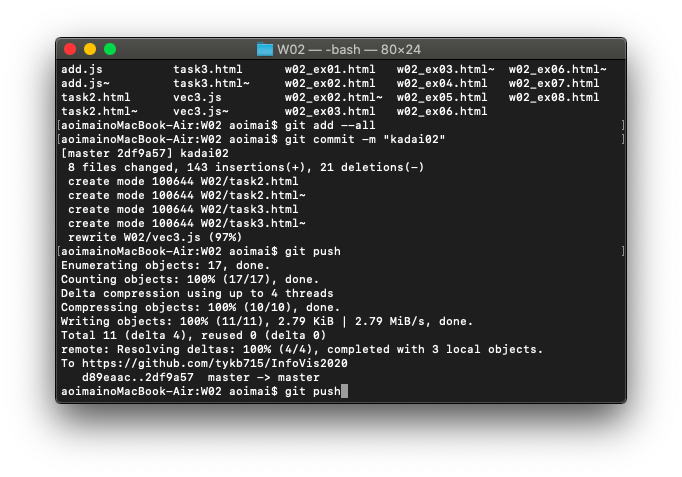 W02 — -bash — 80×24
add.js task3.html w02_ex01.html w02_ex03.html~ w02_ex06.html~
add.js~ task3.html~ w02_ex02.html w02_ex04.html w02_ex07.html
task2.html vec3.js w02_ex02.html~ w02_ex05.html w02_ex08.html
task2.html~ vec3.js~ w02_ex03.html w02_ex06.html
[aoimainoMacBook-Air:W02 aoimai$ git add --all ]
[aoimainoMacBook-Air:W02 aoimai$ git commit -m "kadai02" ]
[master 2df9a57] kadai02
8 files changed, 143 insertions(+), 21 deletions(-)
create mode 100644 W02/task2.html
create mode 100644 W02/task2.html~
create mode 100644 W02/task3.html
create mode 100644 W02/task3.html~
rewrite W02/vec3.js (97%)
[aoimainoMacBook-Air:W02 aoimai$ git push ]
Enumerating objects: 17, done.
Counting objects: 100% (17/17), done.
Delta compression using up to 4 threads
Compressing objects: 100% (10/10), done.
Writing objects: 100% (11/11), 2.79 KiB | 2.79 MiB/s, done.
Total 11 (delta 4), reused 0 (delta 0)
remote: Resolving deltas: 100% (4/4), completed with 3 local objects.
To https://github.com/tykb715/InfoVis2020
d89eaac..2df9a57 master -> master
aoimainoMacBook-Air:W02 aoimai$ git push